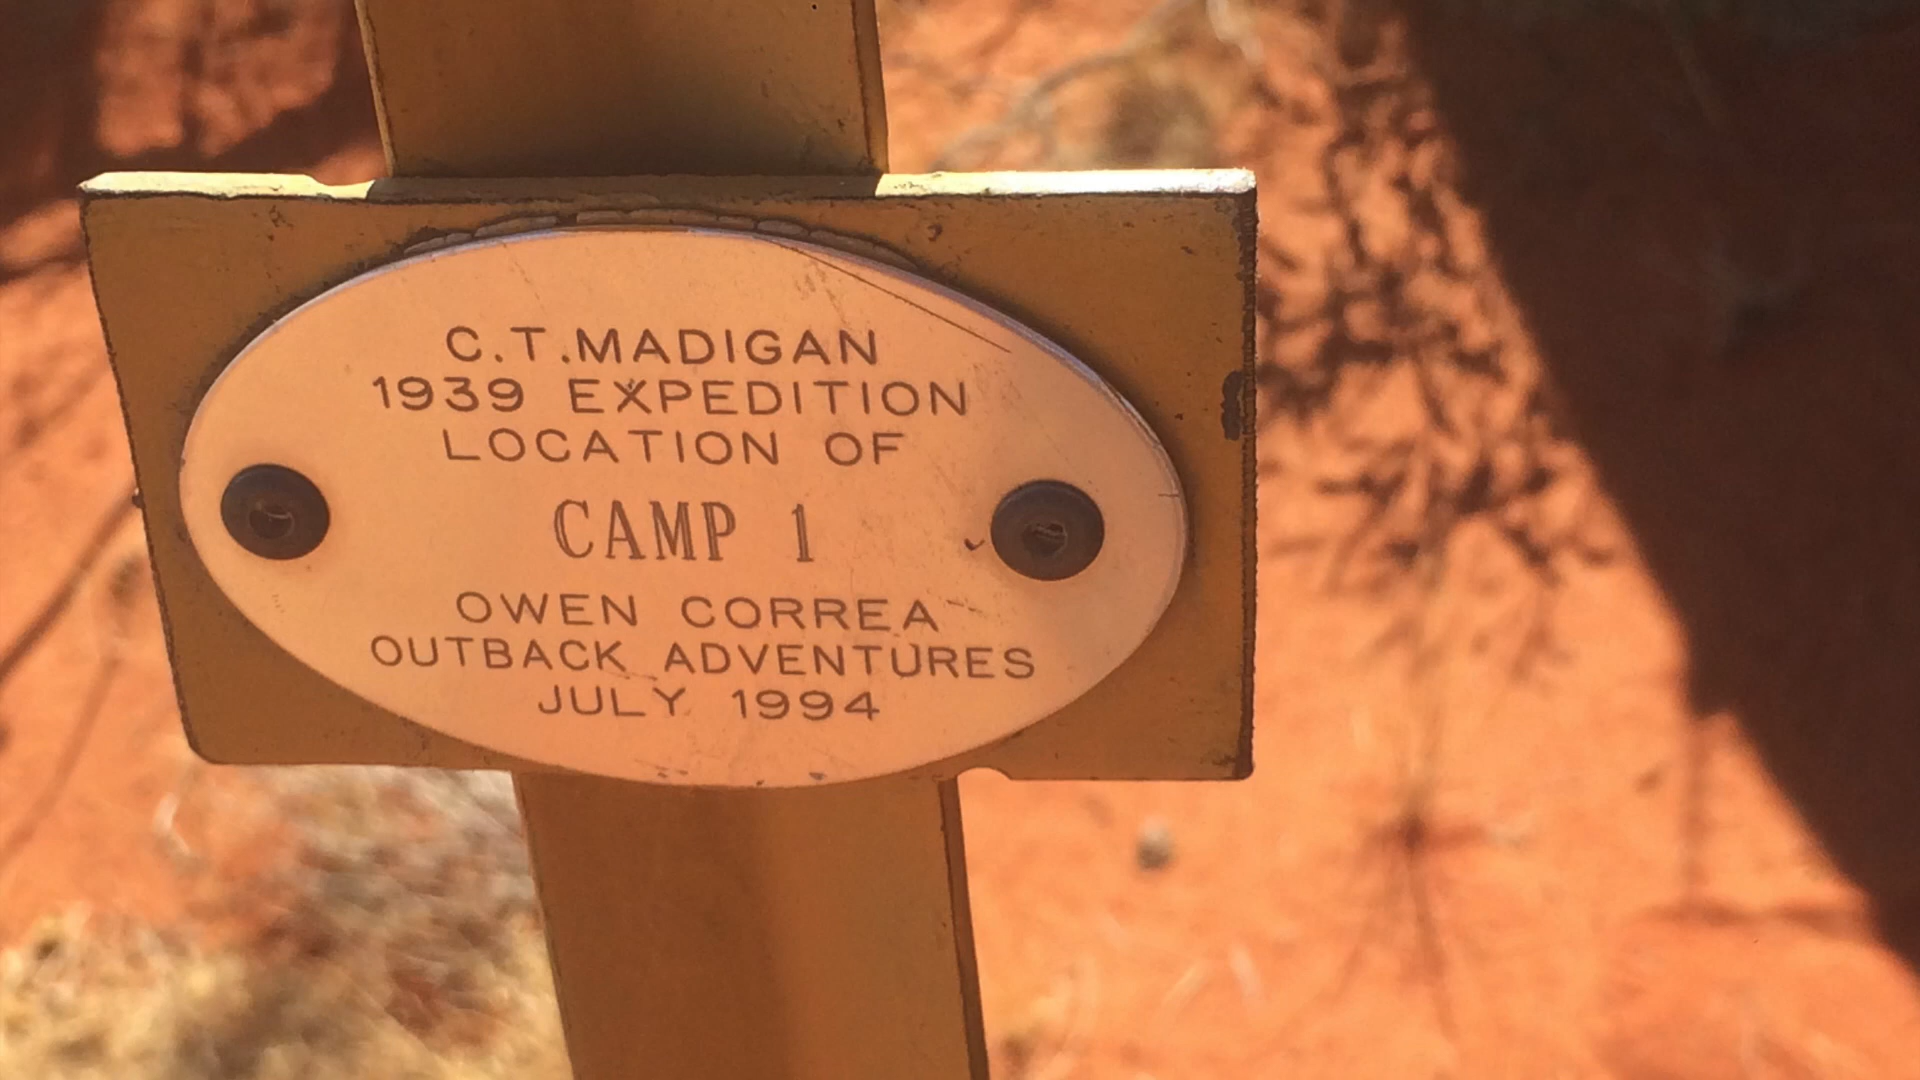 C.T.MADIGAN
1939 EXPEDITION
LOCATION OF
CAMP 1
OWEN CORREA
OUTBACK ADVENTURES
JULY 1994